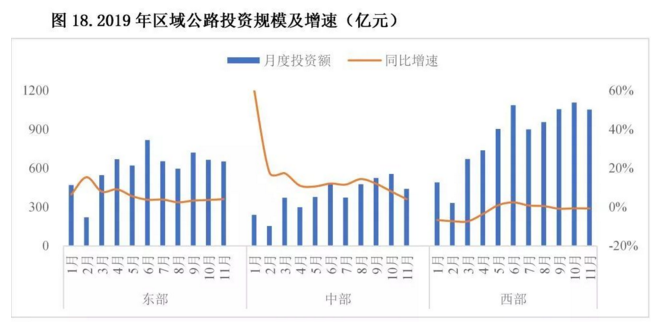 图 18. 2019 年区域公路投资规模及增速（亿元）
月度投资额 同比增速
1200 60%
900 40%
600 20%
300 0%
0 -20%
1月 2月 3月 4月 5月 6月 7月 8月 9月 10月 11月 1月 2月 3月 4月 5月 6月 7月 8月 9月 10月 11月 1月 2月 3月 4月 5月 6月 7月 8月 9月 10月 11月
东部 中部 西部